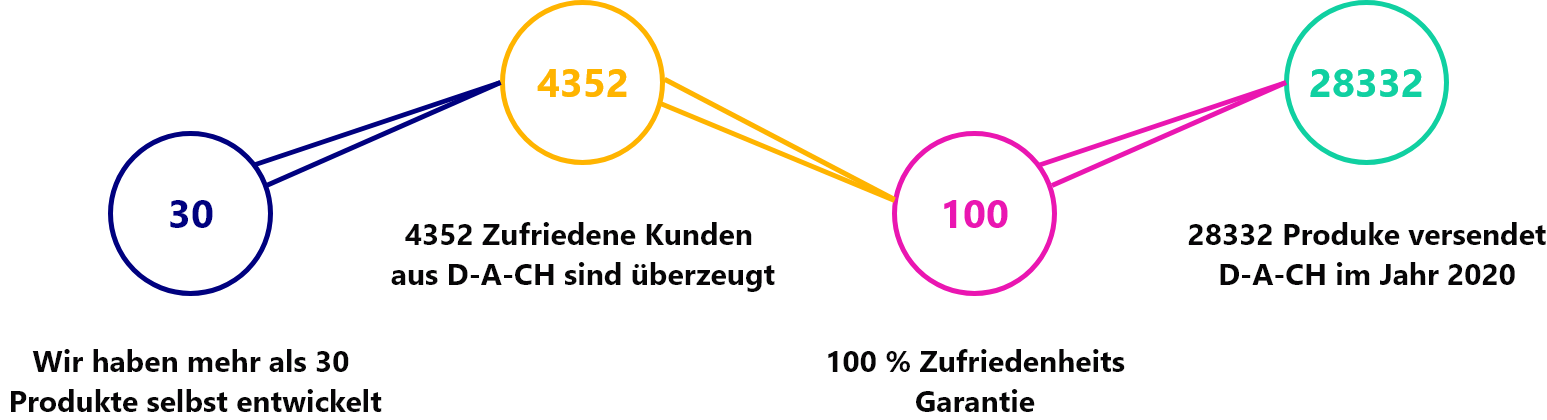 30
Wir haben mehr als 30
Produkte selbst entwickelt
4352
4352 Zufriedene Kunden
aus D-A-CH sind überzeugt
100
100 % Zufriedenheits
Garantie
28332
28332 Produke versendet
D-A-CH im Jahr 2020